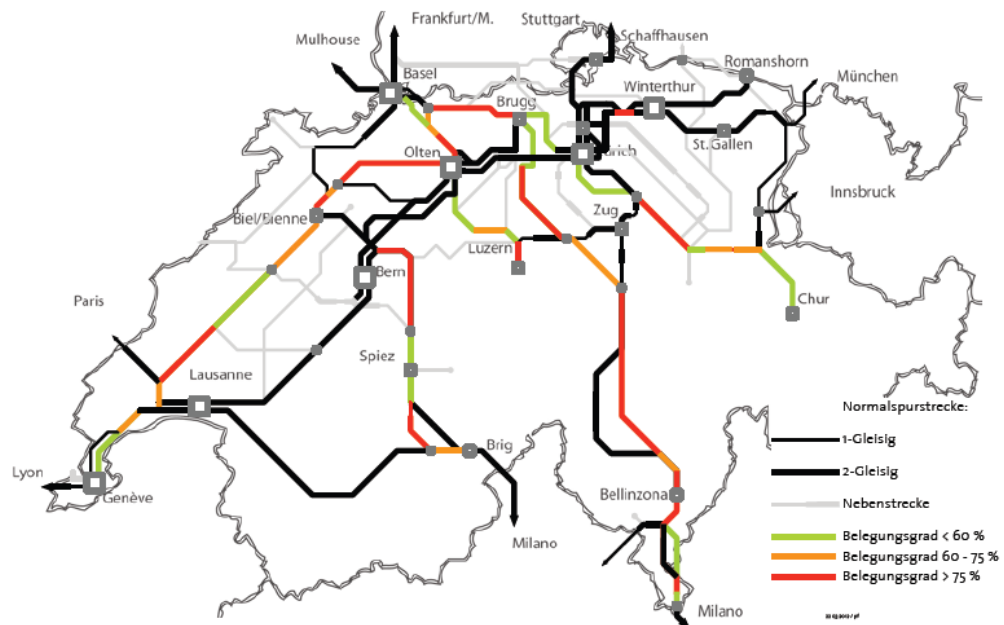 Frankfurt/M.
Stuttgart
Mulhouse
Schaffhausen
Romanshorn
Basel
Winterthur
München
Brugg
Olten
St. Gallen
Innsbruck
Biel/Bienne
Zug
Luzern
Bern
Paris
Chur
Spiez
Lausanne
Normalspurstrecke:
1-Gleisig
Brig
2-Gleisig
Lyon
Genève
Bellinzona
Nebenstrecke
Milano
Belegungsgrad < 60 %
Belegungsgrad 60 - 75 %
Belegungsgrad > 75 %
Milano